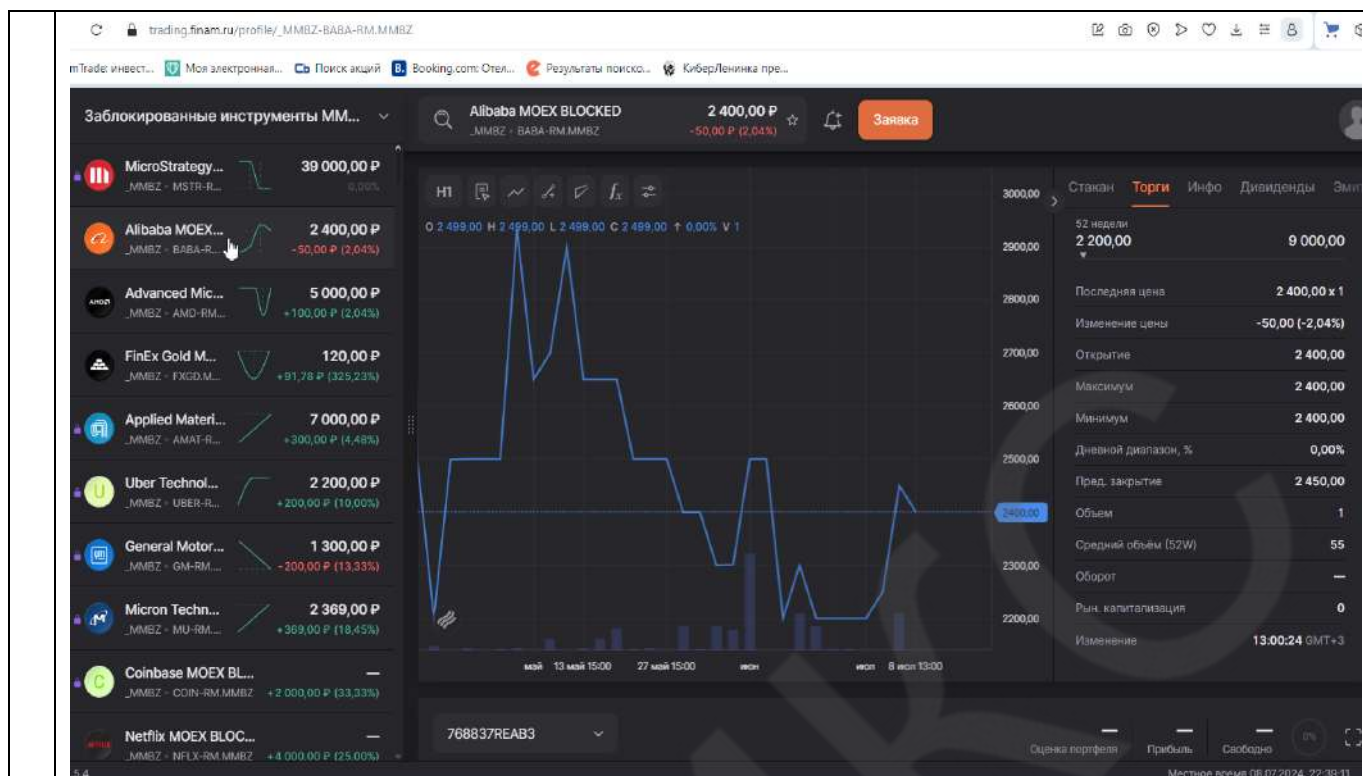 trading.finam.ru/profile/_MMBZ-BABA-RM.MMBZ
mTrade: инвест... Моя электронная... Поиск акций Booking.com: Отел... Результаты поиско... КиберЛенинка пре...
Заблокированные инструменты ММ...
Alibaba MOEX BLOCKED 2 400,00 ₽
_MMBZ • BABA-RM.MMBZ -50,00 ₽ (2,04%)
Заявка
MicroStrategy... 39 000,00 ₽
_MMBZ • MSTR-R... 0,00%
Alibaba MOEX... 2 400,00 ₽
_MMBZ • BABA-R... -50,00 ₽ (2,04%)
Advanced Mic... 5 000,00 ₽
_MMBZ • AMD-RM... +100,00 ₽ (2,04%)
FinEx Gold M... 120,00 ₽
_MMBZ • FXGD.M... +91,78 ₽ (325,23%)
Applied Materi... 7 000,00 ₽
_MMBZ • AMAT-R... +300,00 ₽ (4,48%)
Uber Technol... 2 200,00 ₽
_MMBZ • UBER-R... +200,00 ₽ (10,00%)
General Motor... 1 300,00 ₽
_MMBZ • GM-RM.... -200,00 ₽ (13,33%)
Micron Techn... 2 369,00 ₽
_MMBZ • MU-RM.... +369,00 ₽ (18,45%)
Coinbase MOEX BL... —
_MMBZ • COIN-RM.MMBZ +2 000,00 ₽ (33,33%)
Netflix MOEX BLOC... —
_MMBZ • NFLX-RM.MMBZ +4 000,00 ₽ (25,00%)
H1
O 2 499,00 H 2 499,00 L 2 499,00 C 2 499,00 ↑ 0,00% V 1
3000,00
2900,00
2800,00
2700,00
2600,00
2500,00
2400,00
2300,00
2200,00
май 13 май 15:00 27 май 15:00 июн июл 8 июл 13:00
Стакан Торги Инфо Дивиденды Эмит
52 недели
2 200,00 9 000,00
Последняя цена 2 400,00 x 1
Изменение цены -50,00 (-2,04%)
Открытие 2 400,00
Максимум 2 400,00
Минимум 2 400,00
Дневной диапазон, % 0,00%
Пред. закрытие 2 450,00
Объем 1
Средний объём (52W) 55
Оборот —
Рын. капитализация 0
Изменение 13:00:24 GMT+3
768837REAB3
— — — 0%
Оценка портфеля Прибыль Свободно
5.4 Местное время 08.07.2024, 22:39:11